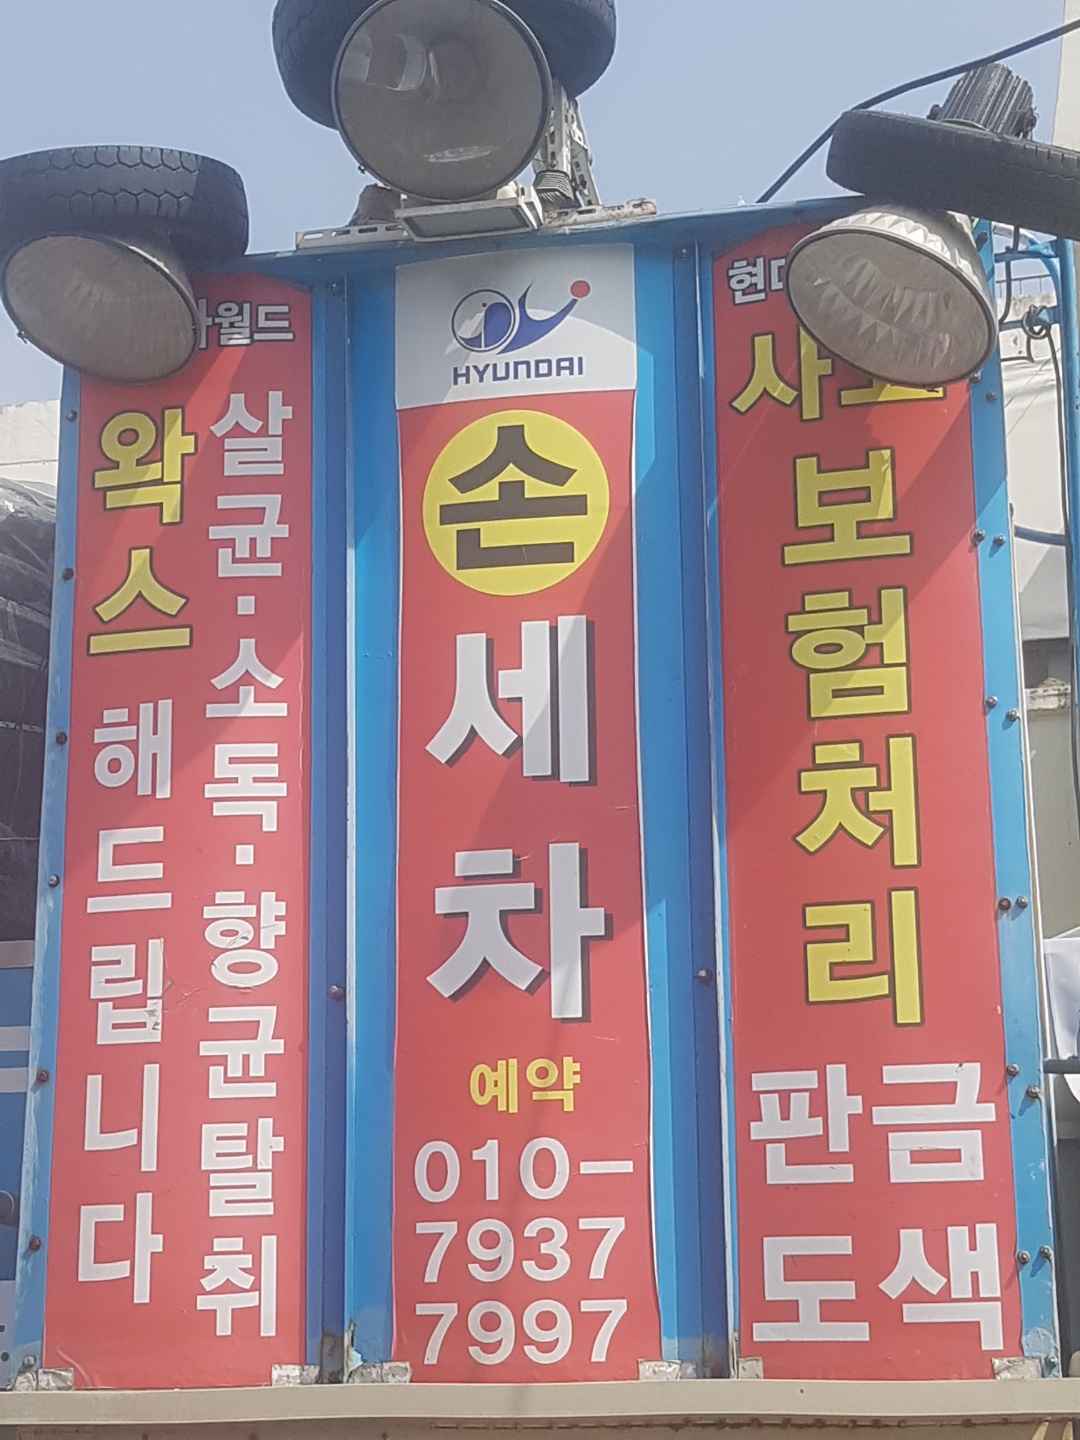 왁스해드립니다
살균·소독·향균탈취
HYUNDAI
손세차
예약
010-
7937
7997
보험처리
판금
도색